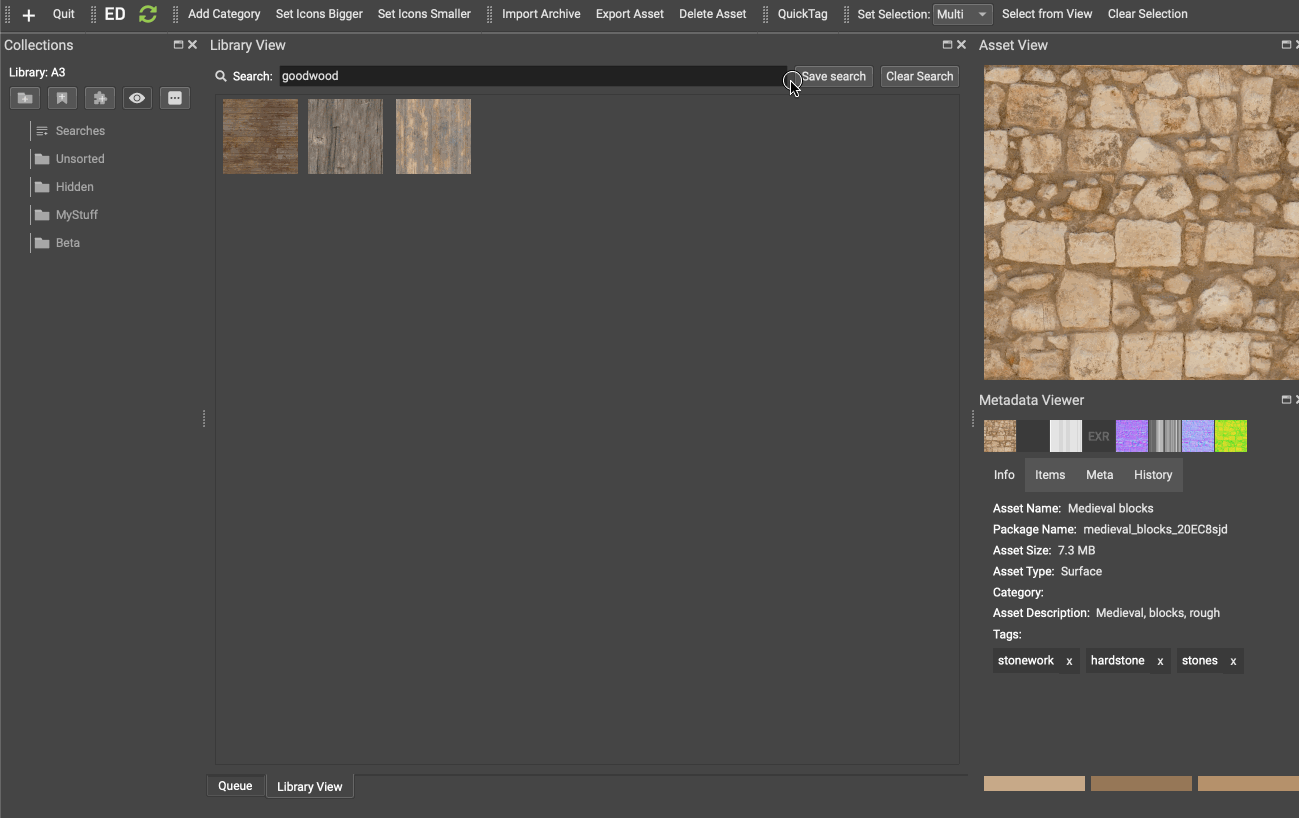 Quit ED Add Category Set Icons Bigger Set Icons Smaller Import Archive Export Asset Delete Asset QuickTag Set Selection: Multi Select from View Clear Selection
Collections
Library: A3
Searches
Unsorted
Hidden
MyStuff
Beta
Library View
Search: goodwood Save search Clear Search
Queue Library View
Asset View
Metadata Viewer
EXR
Info Items Meta History
Asset Name: Medieval blocks
Package Name: medieval_blocks_20EC8sjd
Asset Size: 7.3 MB
Asset Type: Surface
Category:
Asset Description: Medieval, blocks, rough
Tags:
stonework x hardstone x stones x